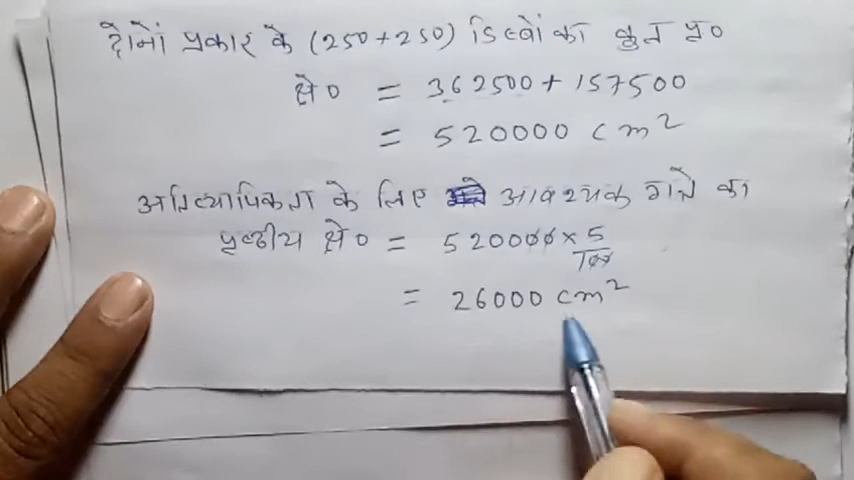 दोनों प्रकार के (250+250) डिब्बों का कुल पृ०
क्षे० = 362500 + 157500
= 520000 cm²
अतिव्यापिकता के लिए आवश्यक गत्ते का
पृष्ठीय क्षे० = 520000 × 5/100
= 26000 cm²